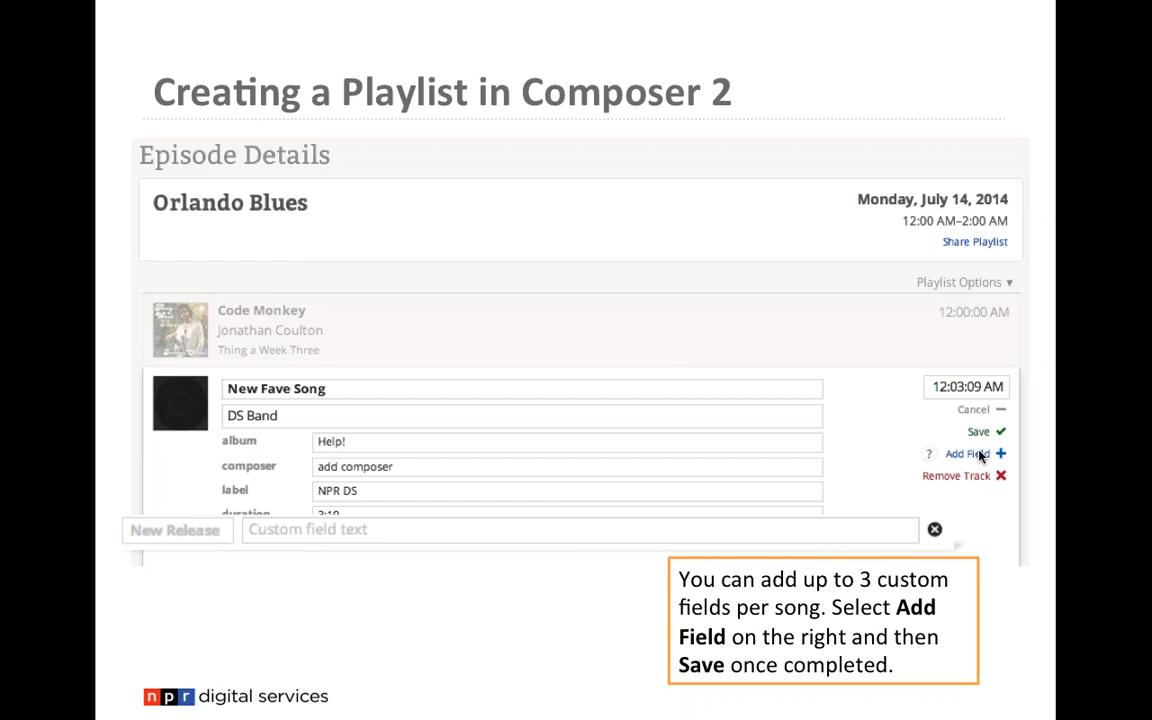 Creating a Playlist in Composer 2
Episode Details
Orlando Blues
Monday, July 14, 2014
12:00 AM–2:00 AM
Share Playlist
Playlist Options ▾
Code Monkey
12:00:00 AM
Jonathan Coulton
Thing a Week Three
New Fave Song
12:03:09 AM
DS Band
Cancel
Save
album Help!
Add Field
? 
composer add composer
Remove Track
label NPR DS
duration 3:10
New Release Custom field text
You can add up to 3 custom
fields per song. Select Add
Field on the right and then
Save once completed.
npr digital services